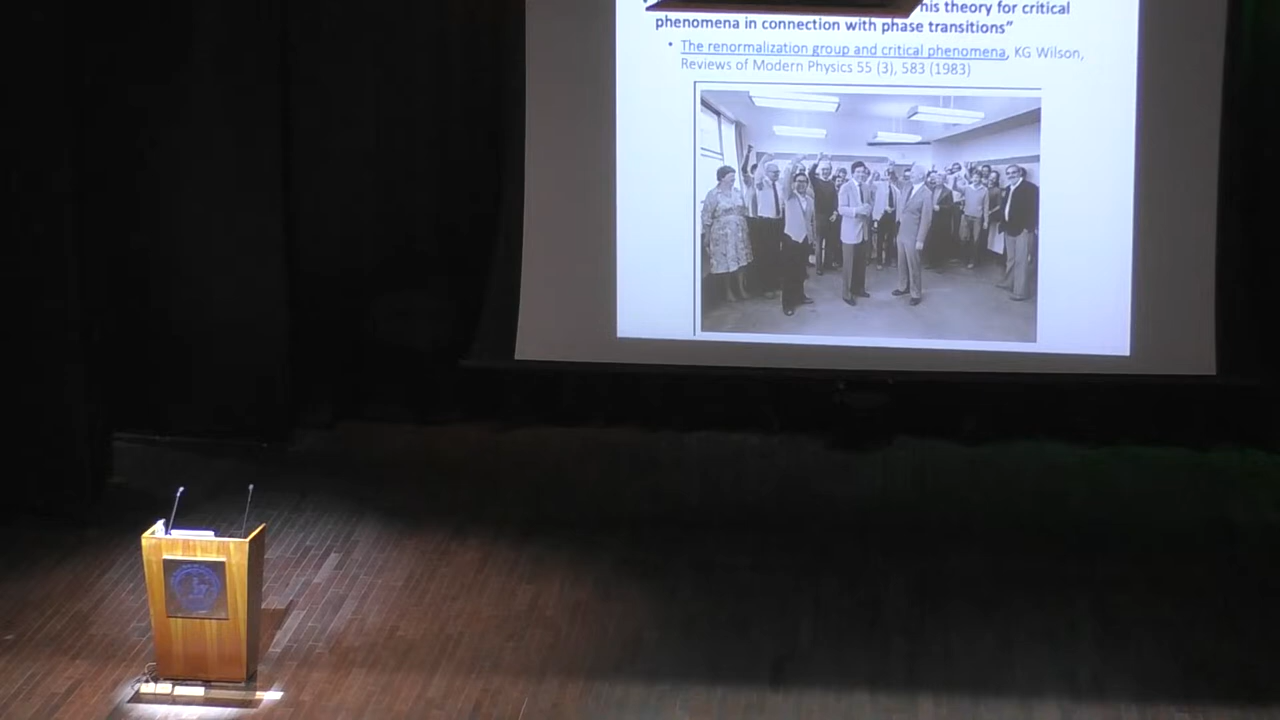 his theory for critical
phenomena in connection with phase transitions”
• The renormalization group and critical phenomena, KG Wilson,
Reviews of Modern Physics 55 (3), 583 (1983)